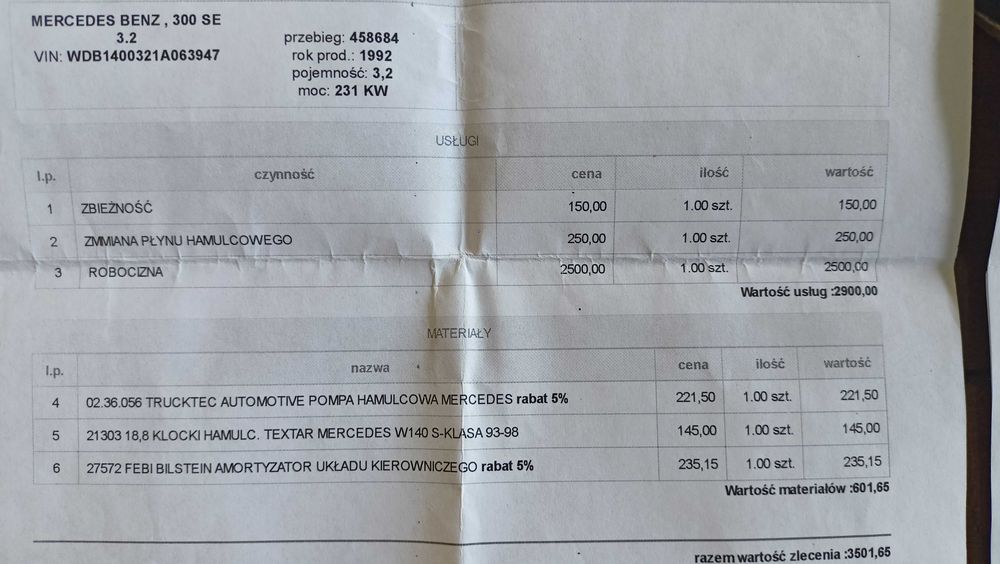 MERCEDES BENZ , 300 SE
3.2
VIN: WDB1400321A063947
przebieg: 458684
rok prod.: 1992
pojemność: 3,2
moc: 231 KW
USŁUGI
l.p. czynność cena ilość wartość
1 ZBIEŻNOŚĆ 150,00 1.00 szt. 150,00
2 ZMMIANA PŁYNU HAMULCOWEGO 250,00 1.00 szt. 250,00
3 ROBOCIZNA 2500,00 1.00 szt. 2500,00
Wartość usług :2900,00
MATERIAŁY
l.p. nazwa cena ilość wartość
4 02.36.056 TRUCKTEC AUTOMOTIVE POMPA HAMULCOWA MERCEDES rabat 5% 221,50 1.00 szt. 221,50
5 21303 18,8 KLOCKI HAMULC. TEXTAR MERCEDES W140 S-KLASA 93-98 145,00 1.00 szt. 145,00
6 27572 FEBI BILSTEIN AMORTYZATOR UKŁADU KIEROWNICZEGO rabat 5% 235,15 1.00 szt. 235,15
Wartość materiałów :601,65
razem wartość zlecenia :3501,65